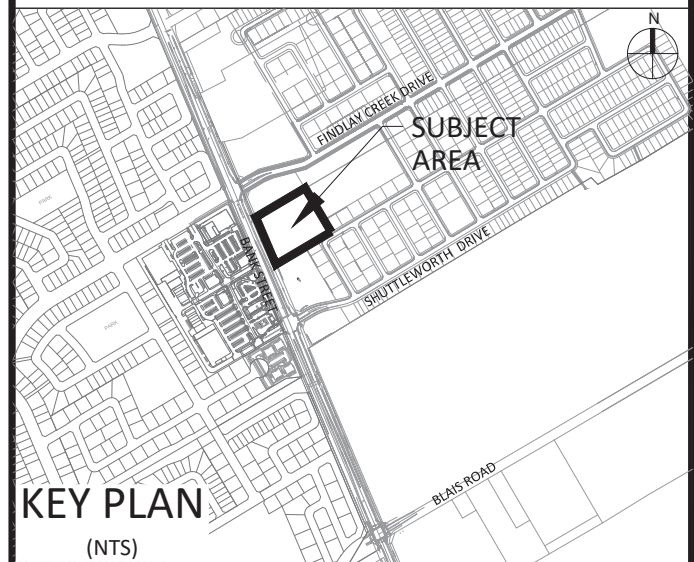 N
FINDLAY CREEK DRIVE
SUBJECT
AREA
PARK
BANK STREET
SHUTTLEWORTH DRIVE
PARK
BLAIS ROAD
KEY PLAN
(NTS)